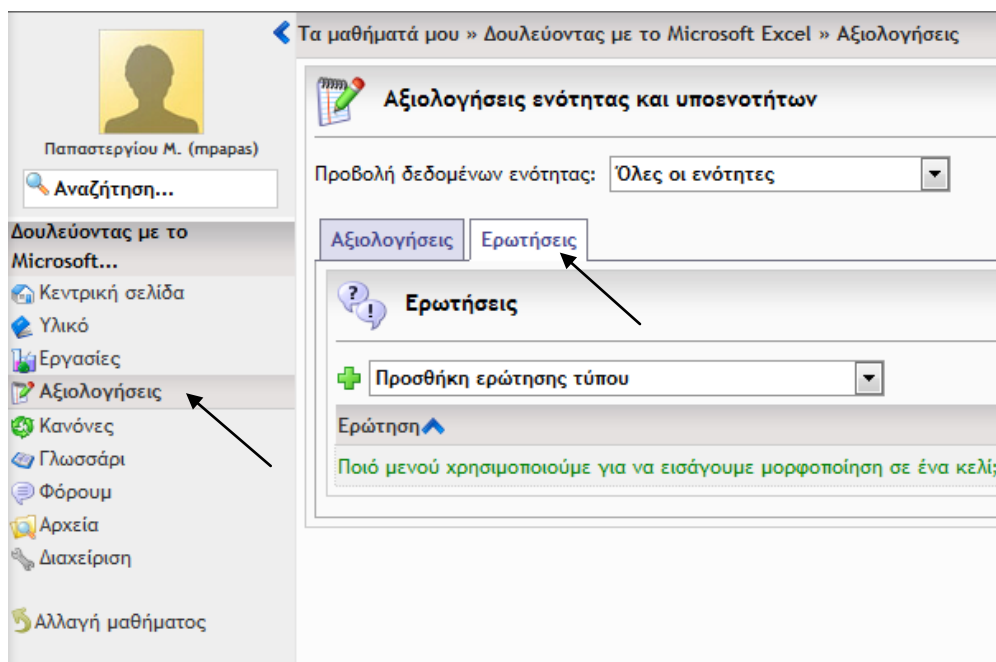 Παπαστεργίου Μ. (mpapas)
Αναζήτηση...
Δουλεύοντας με το
Microsoft...
Κεντρική σελίδα
Υλικό
Εργασίες
Αξιολογήσεις
Κανόνες
Γλωσσάρι
Φόρουμ
Αρχεία
Διαχείριση
Αλλαγή μαθήματος
Τα μαθήματά μου » Δουλεύοντας με το Microsoft Excel » Αξιολογήσεις
Αξιολογήσεις ενότητας και υποενοτήτων
Προβολή δεδομένων ενότητας: Όλες οι ενότητες
Αξιολογήσεις Ερωτήσεις
Ερωτήσεις
Προσθήκη ερώτησης τύπου
Ερώτηση
Ποιό μενού χρησιμοποιούμε για να εισάγουμε μορφοποίηση σε ένα κελί;